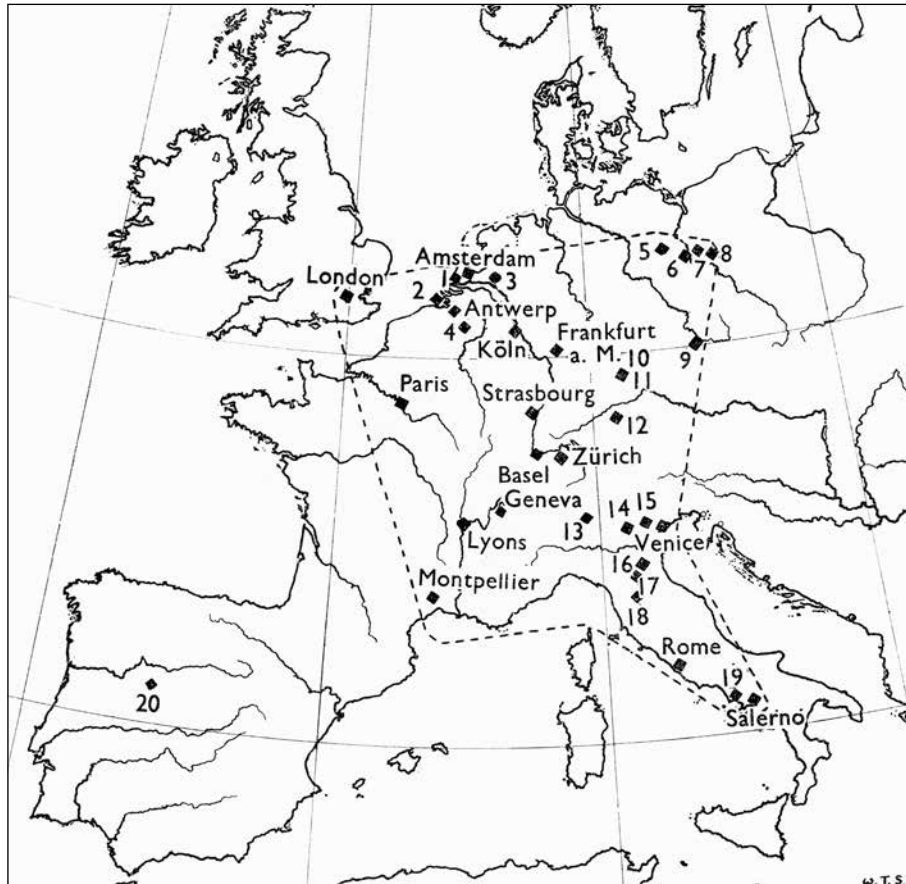 5
6
7
8
London
Amsterdam
1
3
2
Antwerp
4
Köln
Frankfurt
a. M.
10
9
11
Paris
Strasbourg
12
Zürich
Basel
Geneva
13
14
15
Lyons
Venice
16
17
Montpellier
18
Rome
19
20
Salerno
W.T.S.